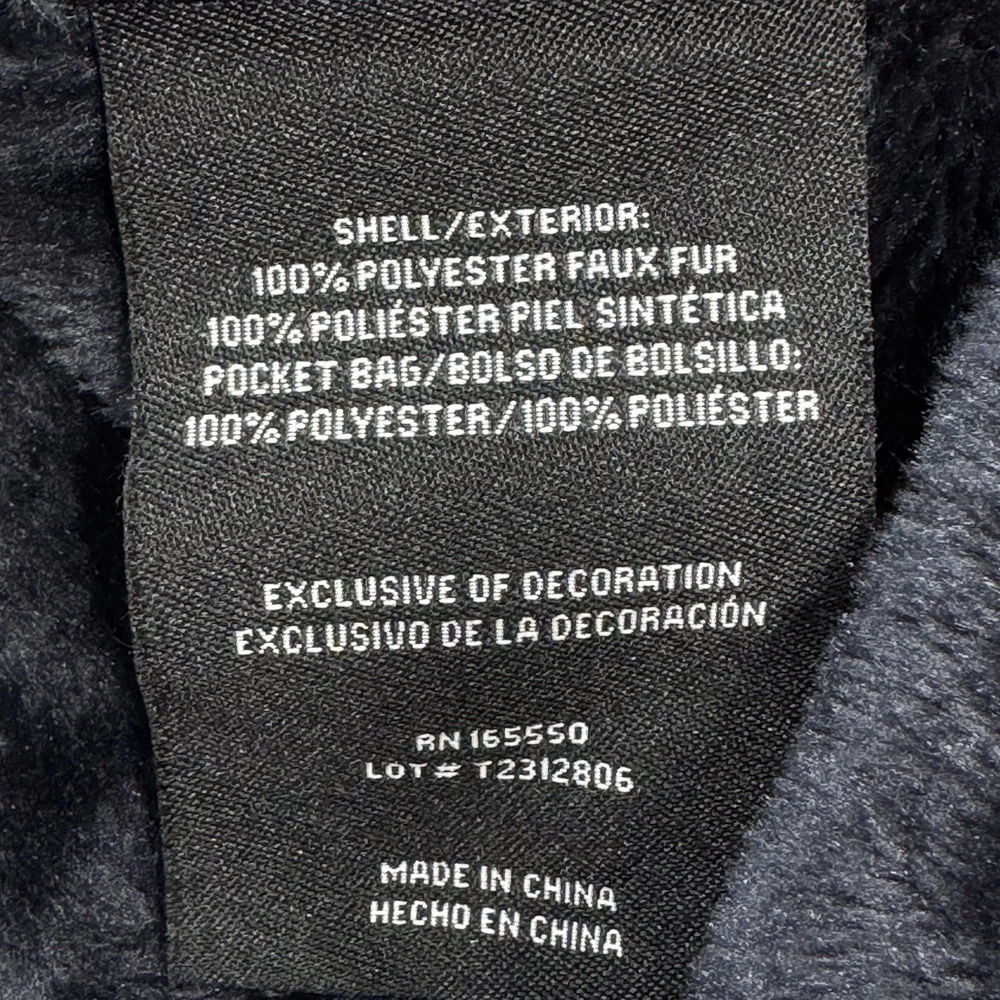 SHELL/EXTERIOR:
100% POLYESTER FAUX FUR
100% POLIÉSTER PIEL SINTÉTICA
POCKET BAG/BOLSO DE BOLSILLO:
100% POLYESTER/100% POLIÉSTER
EXCLUSIVE OF DECORATION
EXCLUSIVO DE LA DECORACIÓN
RN 165550
LOT # T2312806
MADE IN CHINA
HECHO EN CHINA